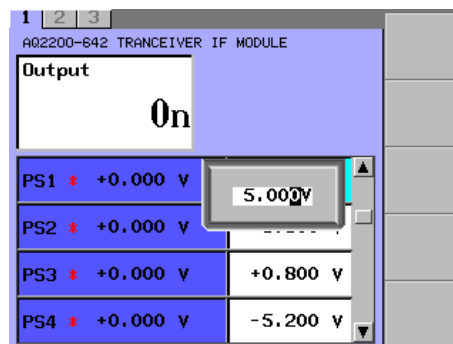 1 2 3
AQ2200-642 TRANCEIVER IF MODULE
Output
On
PS1 * +0.000 V
5.000V
PS2 * +0.000 V
PS3 * +0.000 V +0.800 V
PS4 * +0.000 V -5.200 V